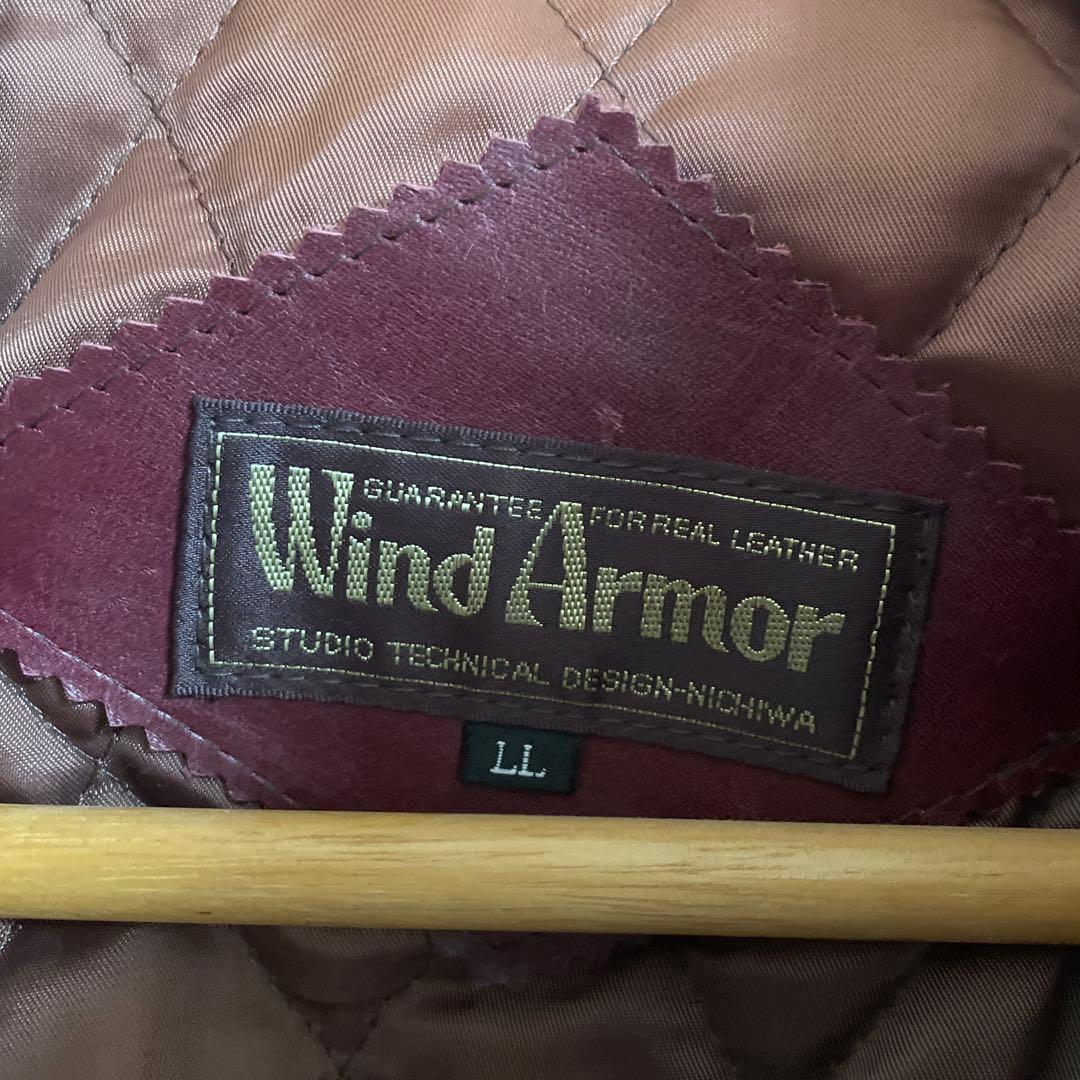 GUARANTEE FOR REAL LEATHER
Wind Armor
STUDIO TECHNICAL DESIGN-NICHIWA
LL